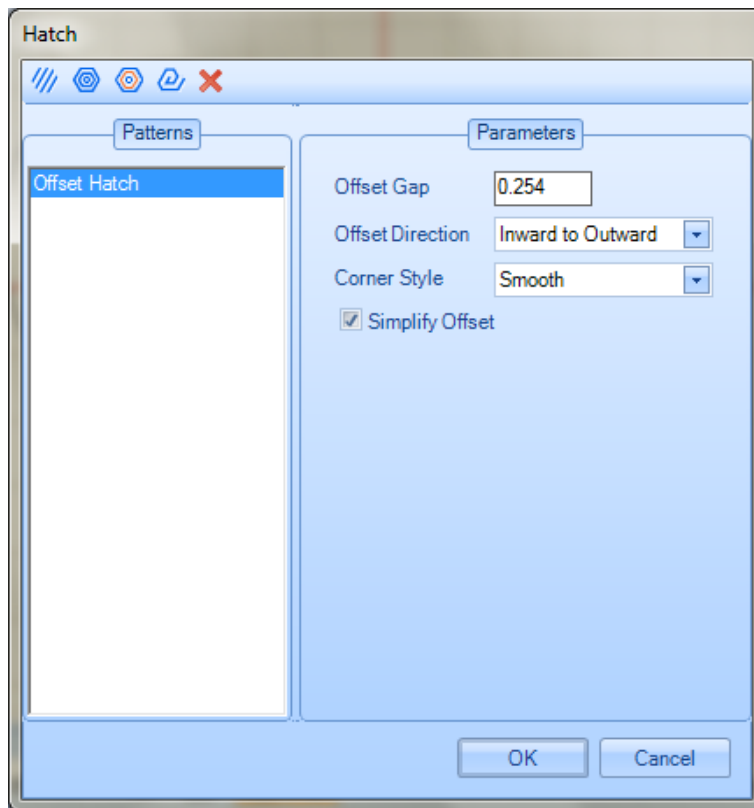 Hatch
Patterns
Parameters
Offset Hatch
Offset Gap
0.254
Offset Direction
Inward to Outward
Corner Style
Smooth
Simplify Offset
OK
Cancel